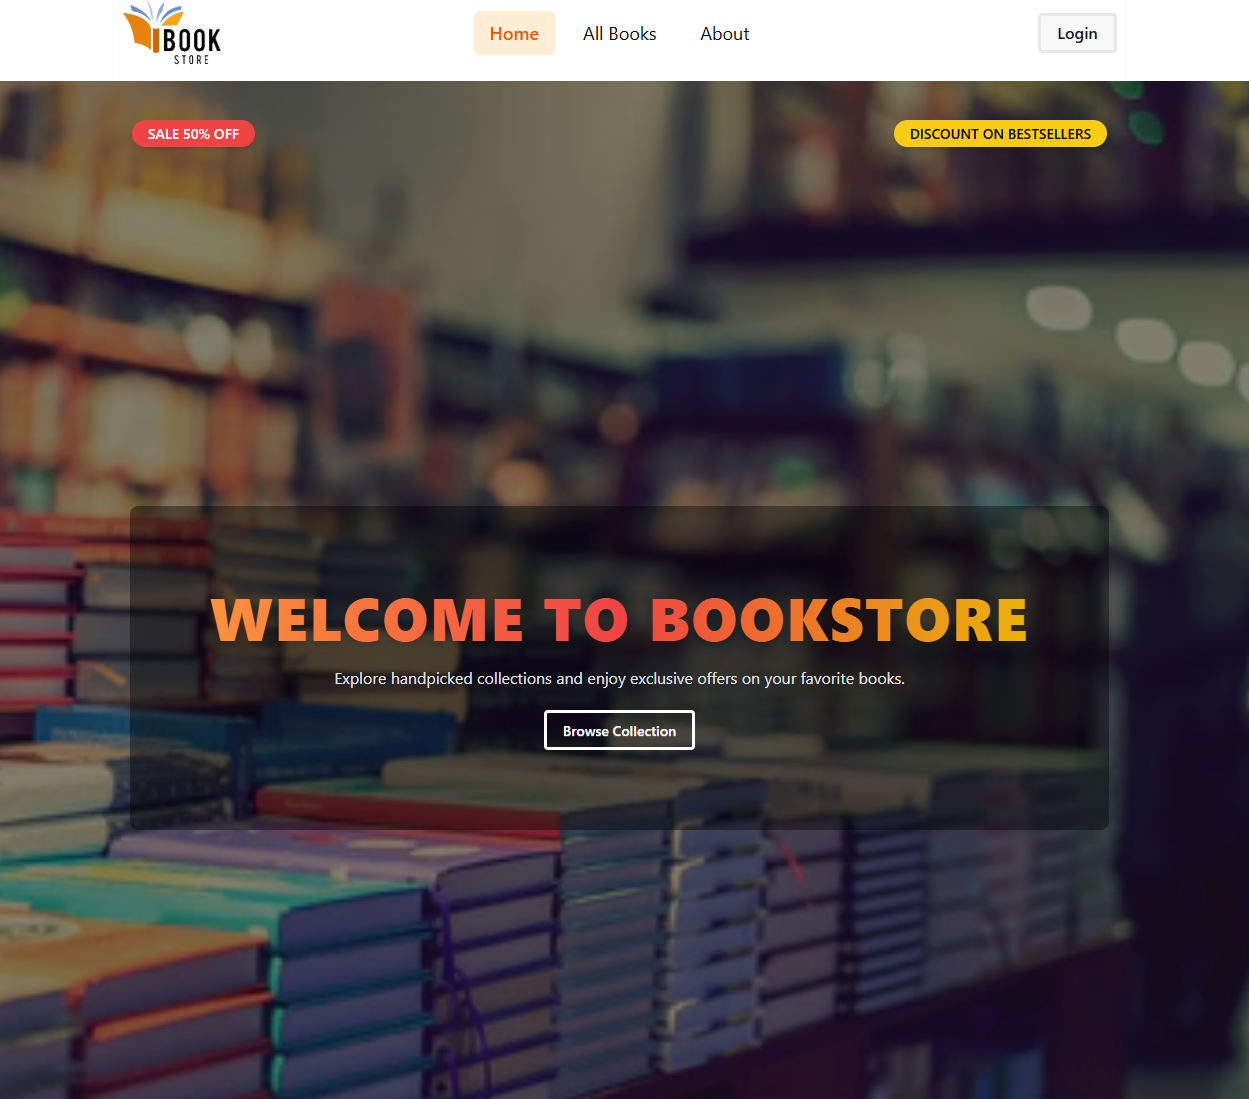 BOOK
STORE
Home
All Books
About
Login
SALE 50% OFF
DISCOUNT ON BESTSELLERS
WELCOME TO BOOKSTORE
Explore handpicked collections and enjoy exclusive offers on your favorite books.
Browse Collection